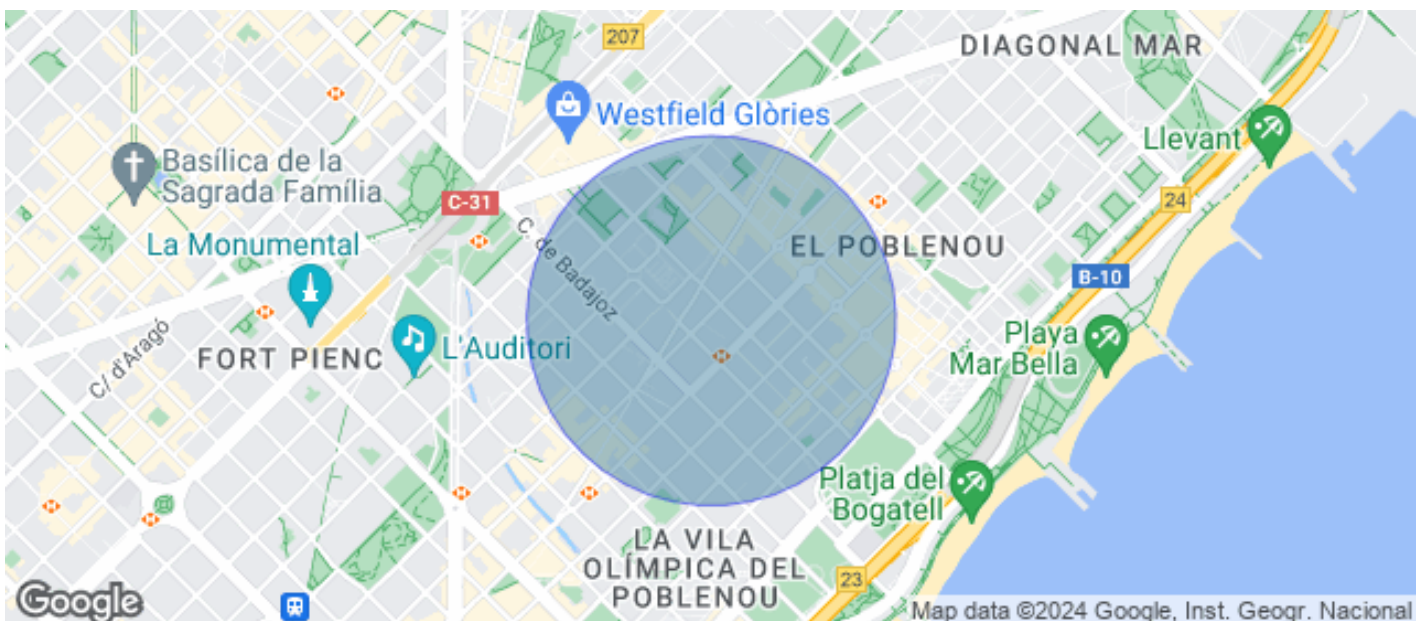 207
DIAGONAL MAR
Westfield Glòries
Llevant
Basílica de la
Sagrada Família
C-31
24
C. de Badajoz
La Monumental
EL POBLENOU
B-10
C/ d'Aragó
L'Auditori
FORT PIENC
Playa
Mar Bella
Platja del
Bogatell
LA VILA
OLÍMPICA DEL
POBLENOU
23
Google
Map data ©2024 Google, Inst. Geogr. Nacional